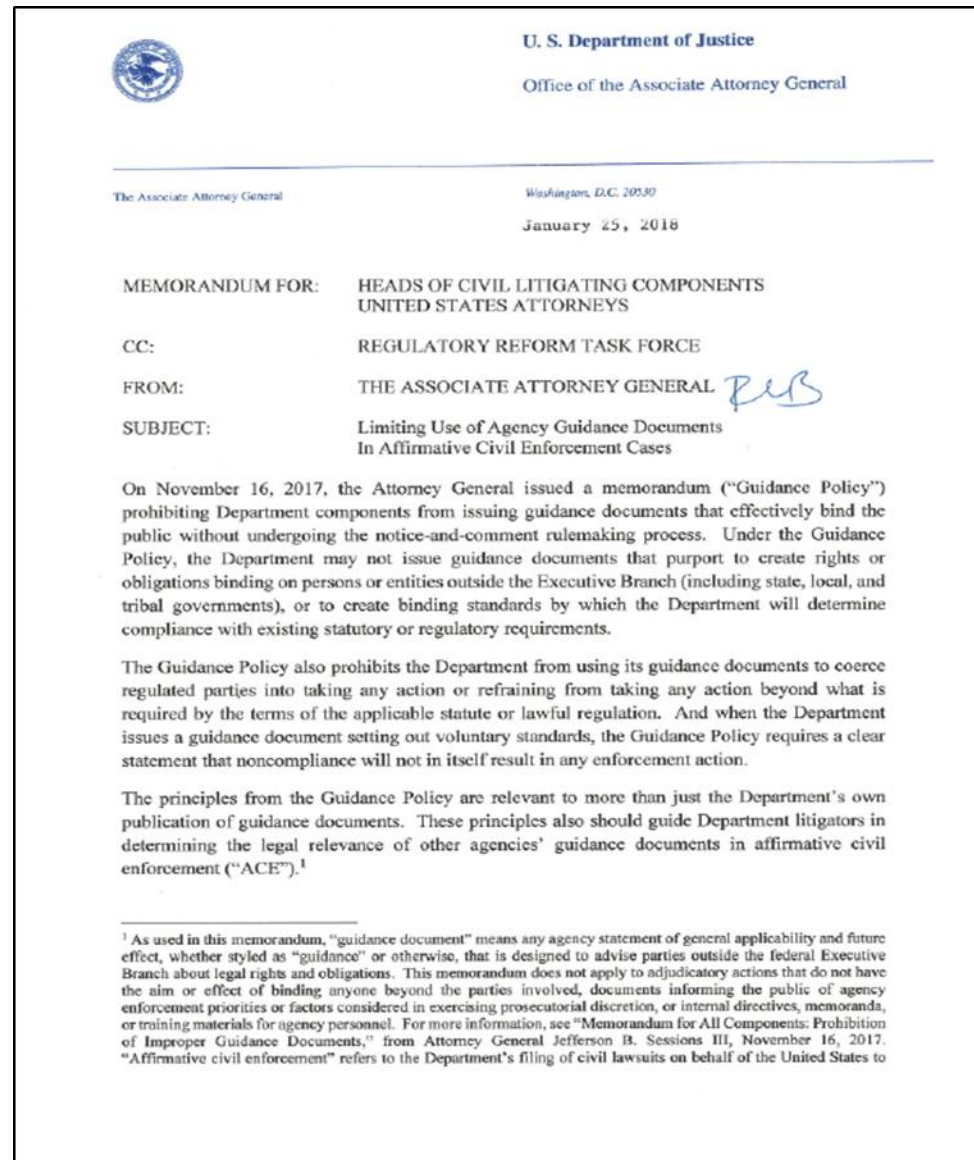 U. S. Department of Justice
Office of the Associate Attorney General
The Associate Attorney General
Washington, D.C. 20530
January 25, 2018
MEMORANDUM FOR: HEADS OF CIVIL LITIGATING COMPONENTS
UNITED STATES ATTORNEYS
CC: REGULATORY REFORM TASK FORCE
FROM: THE ASSOCIATE ATTORNEY GENERAL RLB
SUBJECT: Limiting Use of Agency Guidance Documents
In Affirmative Civil Enforcement Cases
On November 16, 2017, the Attorney General issued a memorandum (“Guidance Policy”)
prohibiting Department components from issuing guidance documents that effectively bind the
public without undergoing the notice-and-comment rulemaking process. Under the Guidance
Policy, the Department may not issue guidance documents that purport to create rights or
obligations binding on persons or entities outside the Executive Branch (including state, local, and
tribal governments), or to create binding standards by which the Department will determine
compliance with existing statutory or regulatory requirements.
The Guidance Policy also prohibits the Department from using its guidance documents to coerce
regulated parties into taking any action or refraining from taking any action beyond what is
required by the terms of the applicable statute or lawful regulation. And when the Department
issues a guidance document setting out voluntary standards, the Guidance Policy requires a clear
statement that noncompliance will not in itself result in any enforcement action.
The principles from the Guidance Policy are relevant to more than just the Department’s own
publication of guidance documents. These principles also should guide Department litigators in
determining the legal relevance of other agencies’ guidance documents in affirmative civil
enforcement (“ACE”).1
1 As used in this memorandum, “guidance document” means any agency statement of general applicability and future
effect, whether styled as “guidance” or otherwise, that is designed to advise parties outside the federal Executive
Branch about legal rights and obligations. This memorandum does not apply to adjudicatory actions that do not have
the aim or effect of binding anyone beyond the parties involved, documents informing the public of agency
enforcement priorities or factors considered in exercising prosecutorial discretion, or internal directives, memoranda,
or training materials for agency personnel. For more information, see “Memorandum for All Components: Prohibition
of Improper Guidance Documents,” from Attorney General Jefferson B. Sessions III, November 16, 2017.
“Affirmative civil enforcement” refers to the Department’s filing of civil lawsuits on behalf of the United States to